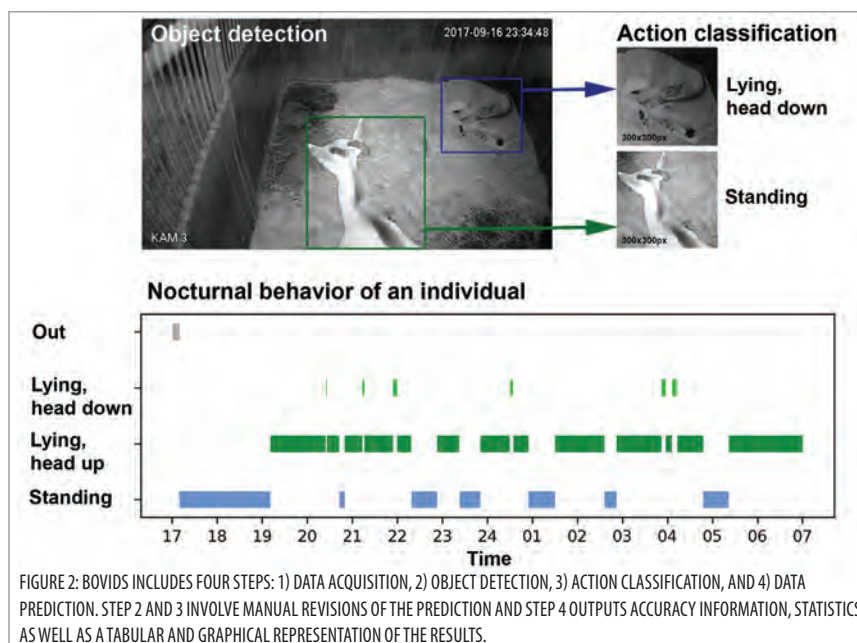 Object detection
2017-09-16 23:34:48
KAM 3
Action classification
Lying,
head down
300x300px
Standing
300x300px
Nocturnal behavior of an individual
Out
Lying,
head down
Lying,
head up
Standing
17 18 19 20 21 22 23 24 01 02 03 04 05 06 07
Time
FIGURE 2: BOVIDS INCLUDES FOUR STEPS: 1) DATA ACQUISITION, 2) OBJECT DETECTION, 3) ACTION CLASSIFICATION, AND 4) DATA
PREDICTION. STEP 2 AND 3 INVOLVE MANUAL REVISIONS OF THE PREDICTION AND STEP 4 OUTPUTS ACCURACY INFORMATION, STATISTICS
AS WELL AS A TABULAR AND GRAPHICAL REPRESENTATION OF THE RESULTS.